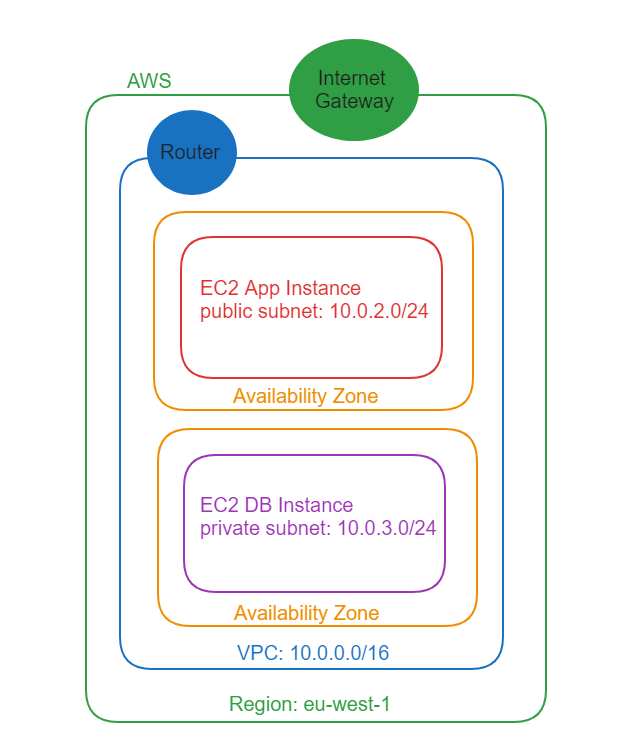 AWS
Internet
Gateway
Router
EC2 App Instance
public subnet: 10.0.2.0/24
Availability Zone
EC2 DB Instance
private subnet: 10.0.3.0/24
Availability Zone
VPC: 10.0.0.0/16
Region: eu-west-1